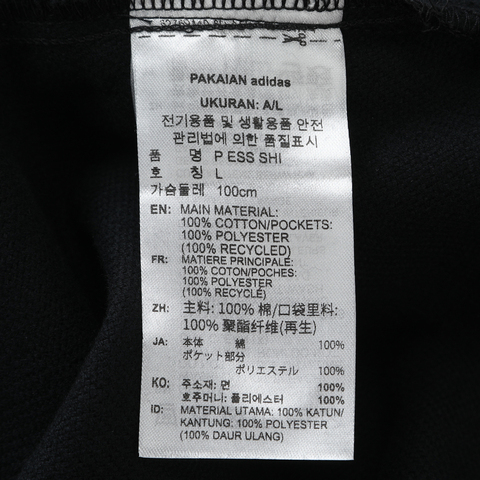 PAKAIAN adidas
UKURAN: A/L
전기용품 및 생활용품 안전
관리법에 의한 품질표시
품 명 P ESS SHI
호 칭 L
가슴둘레 100cm
EN: MAIN MATERIAL:
100% COTTON/POCKETS:
100% POLYESTER
(100% RECYCLED)
FR: MATIERE PRINCIPALE:
100% COTON/POCHES:
100% POLYESTER
(100% RECYCLÉ)
ZH: 主料: 100% 棉/口袋里料:
100% 聚酯纤维(再生)
JA: 本体 綿 100%
ポケット部分
ポリエステル 100%
KO: 주소재: 면 100%
호주머니: 폴리에스터 100%
ID: MATERIAL UTAMA: 100% KATUN/
KANTUNG: 100% POLYESTER
(100% DAUR ULANG)